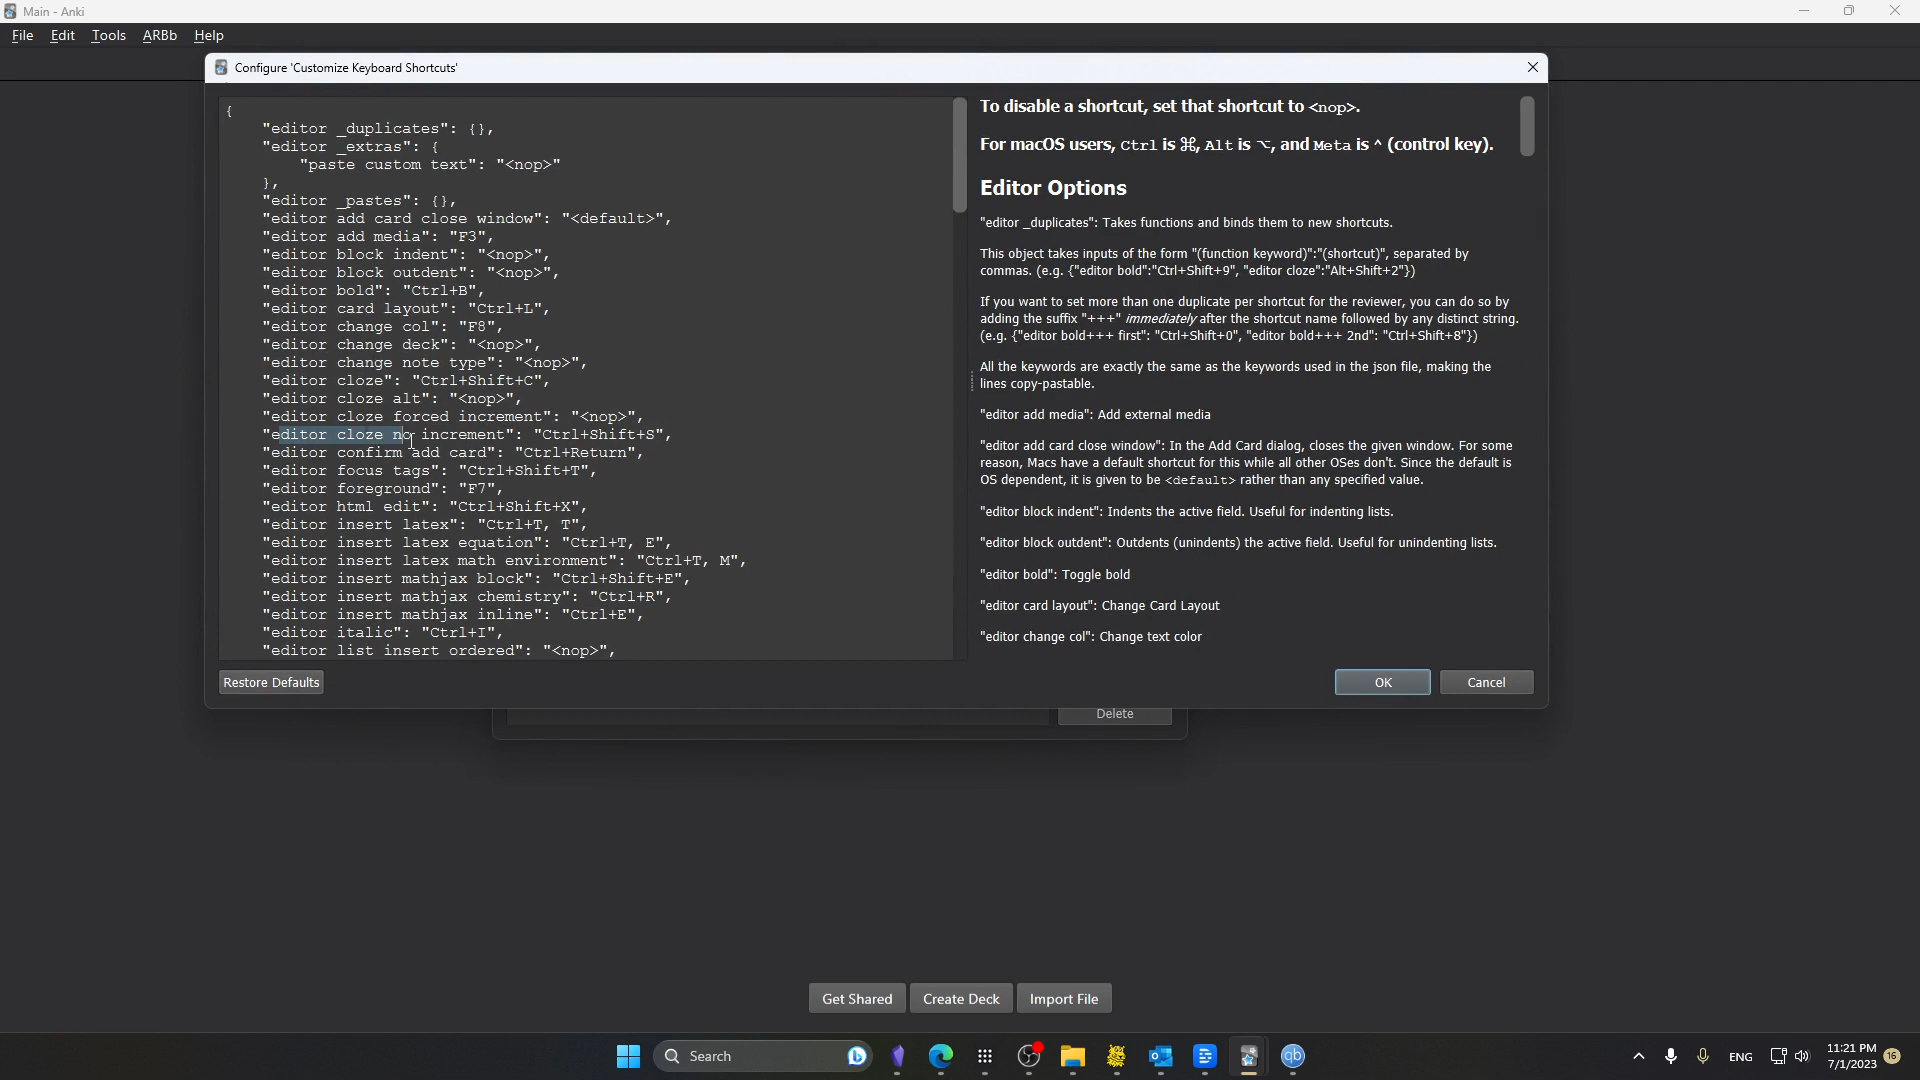 Main - Anki
File Edit Tools ARBb Help
Configure 'Customize Keyboard Shortcuts'
{
"editor _duplicates": {},
"editor _extras": {
"paste custom text": "<nop>"
},
"editor _pastes": {},
"editor add card close window": "<default>",
"editor add media": "F3",
"editor block indent": "<nop>",
"editor block outdent": "<nop>",
"editor bold": "Ctrl+B",
"editor card layout": "Ctrl+L",
"editor change col": "F8",
"editor change deck": "<nop>",
"editor change note type": "<nop>",
"editor cloze": "Ctrl+Shift+C",
"editor cloze alt": "<nop>",
"editor cloze forced increment": "<nop>",
"editor cloze no increment": "Ctrl+Shift+S",
"editor confirm add card": "Ctrl+Return",
"editor focus tags": "Ctrl+Shift+T",
"editor foreground": "F7",
"editor html edit": "Ctrl+Shift+X",
"editor insert latex": "Ctrl+T, T",
"editor insert latex equation": "Ctrl+T, E",
"editor insert latex math environment": "Ctrl+T, M",
"editor insert mathjax block": "Ctrl+Shift+E",
"editor insert mathjax chemistry": "Ctrl+R",
"editor insert mathjax inline": "Ctrl+E",
"editor italic": "Ctrl+I",
"editor list insert ordered": "<nop>",
To disable a shortcut, set that shortcut to <nop>.
For macOS users, Ctrl is ⌘, Alt is ⌥, and Meta is ^ (control key).
Editor Options
"editor _duplicates": Takes functions and binds them to new shortcuts.
This object takes inputs of the form "(function keyword)":"(shortcut)", separated by
commas. (e.g. {"editor bold":"Ctrl+Shift+9", "editor cloze":"Alt+Shift+2"})
If you want to set more than one duplicate per shortcut for the reviewer, you can do so by
adding the suffix "+++" immediately after the shortcut name followed by any distinct string.
(e.g. {"editor bold+++ first": "Ctrl+Shift+0", "editor bold+++ 2nd": "Ctrl+Shift+8"})
All the keywords are exactly the same as the keywords used in the json file, making the
lines copy-pastable.
"editor add media": Add external media
"editor add card close window": In the Add Card dialog, closes the given window. For some
reason, Macs have a default shortcut for this while all other OSes don't. Since the default is
OS dependent, it is given to be <default> rather than any specified value.
"editor block indent": Indents the active field. Useful for indenting lists.
"editor block outdent": Outdents (unindents) the active field. Useful for unindenting lists.
"editor bold": Toggle bold
"editor card layout": Change Card Layout
"editor change col": Change text color
Restore Defaults OK Cancel
Delete
Get Shared Create Deck Import File
Search ENG 11:21 PM 16
7/1/2023